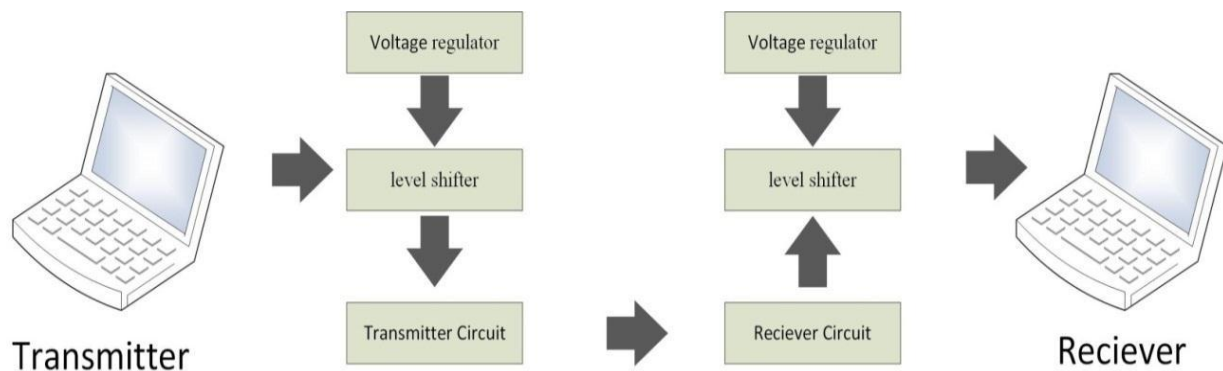 Voltage regulator
Voltage regulator
level shifter
level shifter
Transmitter Circuit
Reciever Circuit
Transmitter
Reciever